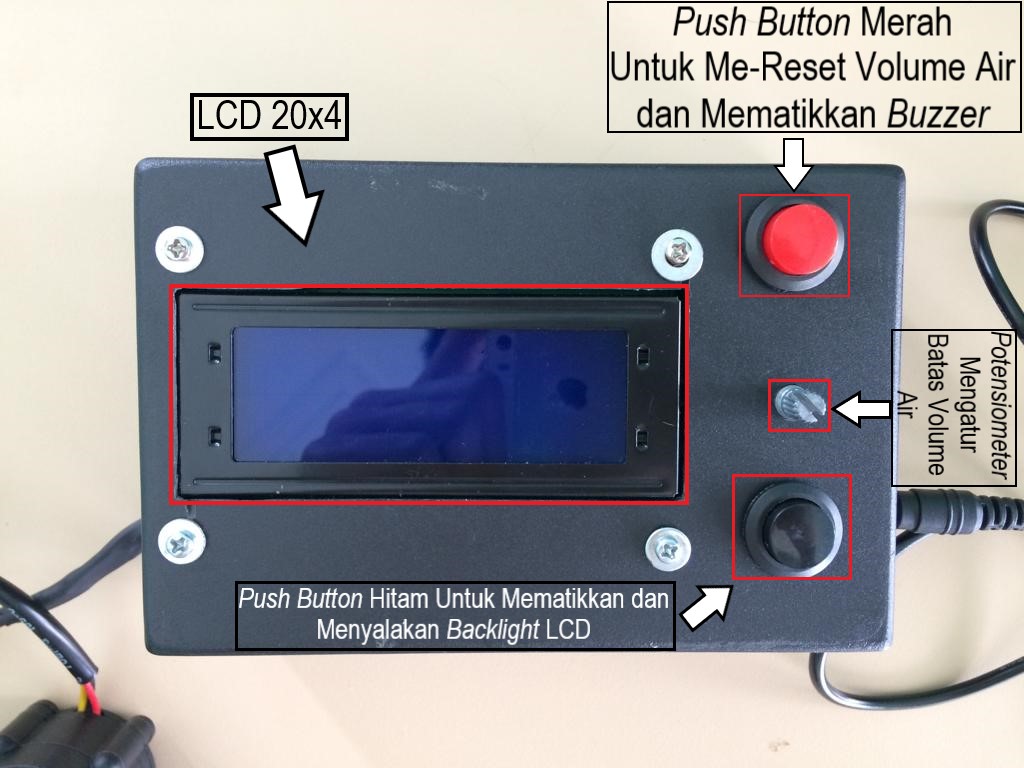 Push Button Merah
Untuk Me-Reset Volume Air
dan Mematikkan Buzzer
LCD 20x4
Potensiometer
Mengatur
Batas Volume
Air
Push Button Hitam Untuk Mematikkan dan
Menyalakan Backlight LCD